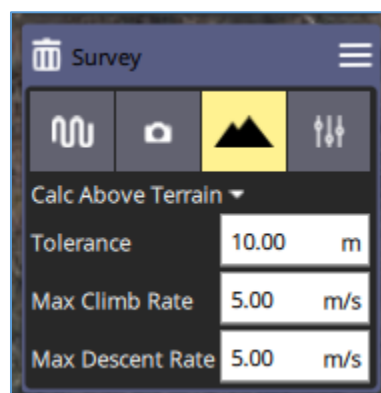 Survey
Calc Above Terrain
Tolerance 10.00 m
Max Climb Rate 5.00 m/s
Max Descent Rate 5.00 m/s